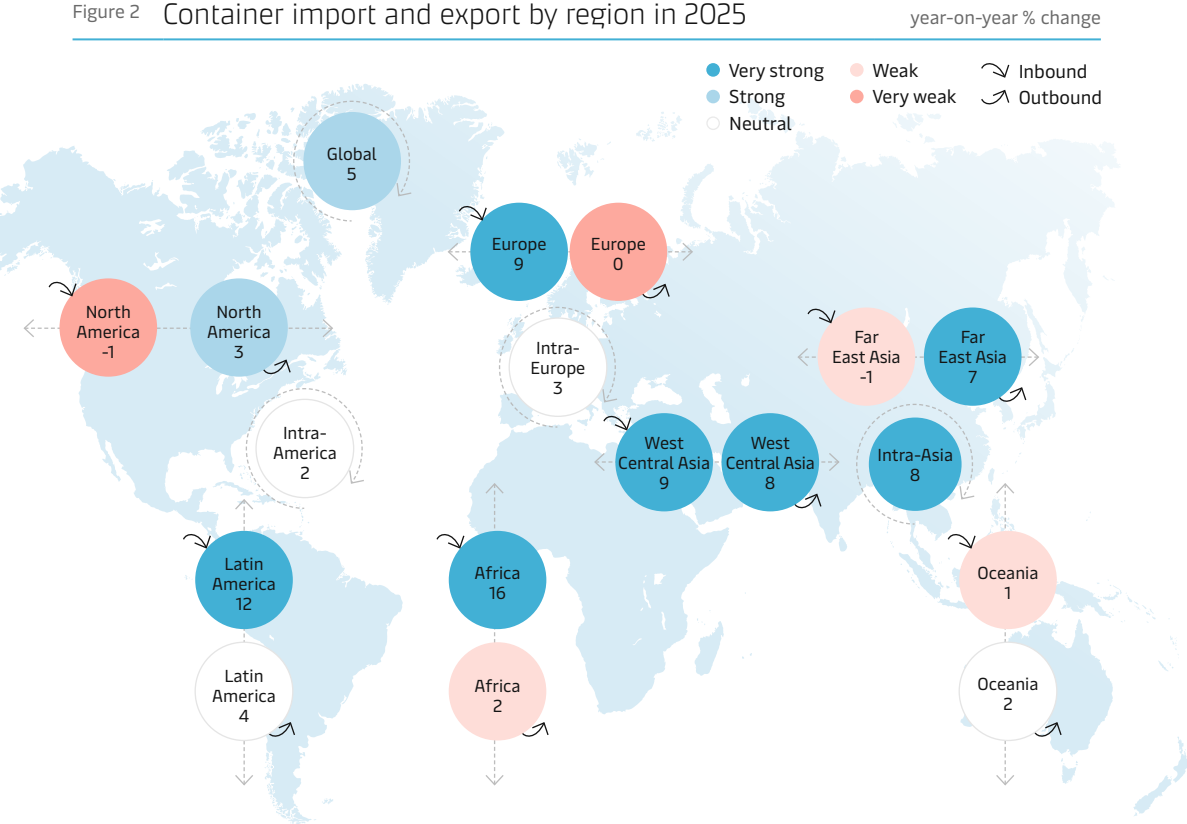 Figure 2
Container import and export by region in 2025
year-on-year % change
Very strong
Strong
Neutral
Weak
Very weak
Inbound
Outbound
Global
5
Europe
9
Europe
0
North
America
-1
North
America
3
Intra-
Europe
3
Far
East Asia
-1
Far
East Asia
7
Intra-
America
2
West
Central Asia
9
West
Central Asia
8
Intra-Asia
8
Latin
America
12
Africa
16
Oceania
1
Latin
America
4
Africa
2
Oceania
2